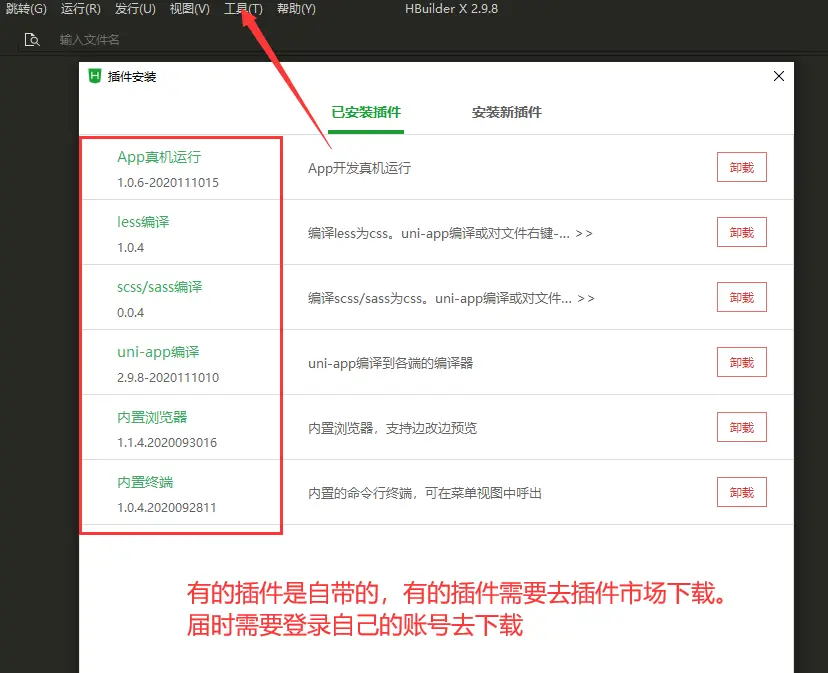 跳转(G) 运行(R) 发行(U) 视图(V) 工具(T) 帮助(Y) HBuilder X 2.9.8
输入文件名
插件安装
已安装插件 安装新插件
App真机运行
1.0.6-2020111015
App开发真机运行
卸载
less编译
1.0.4
编译less为css。uni-app编译或对文件右键-... >>
卸载
scss/sass编译
0.0.4
编译scss/sass为css。uni-app编译或对文件... >>
卸载
uni-app编译
2.9.8-2020111010
uni-app编译到各端的编译器
卸载
内置浏览器
1.1.4.2020093016
内置浏览器，支持边改边预览
卸载
内置终端
1.0.4.2020092811
内置的命令行终端，可在菜单视图中呼出
卸载
有的插件是自带的，有的插件需要去插件市场下载。
届时需要登录自己的账号去下载